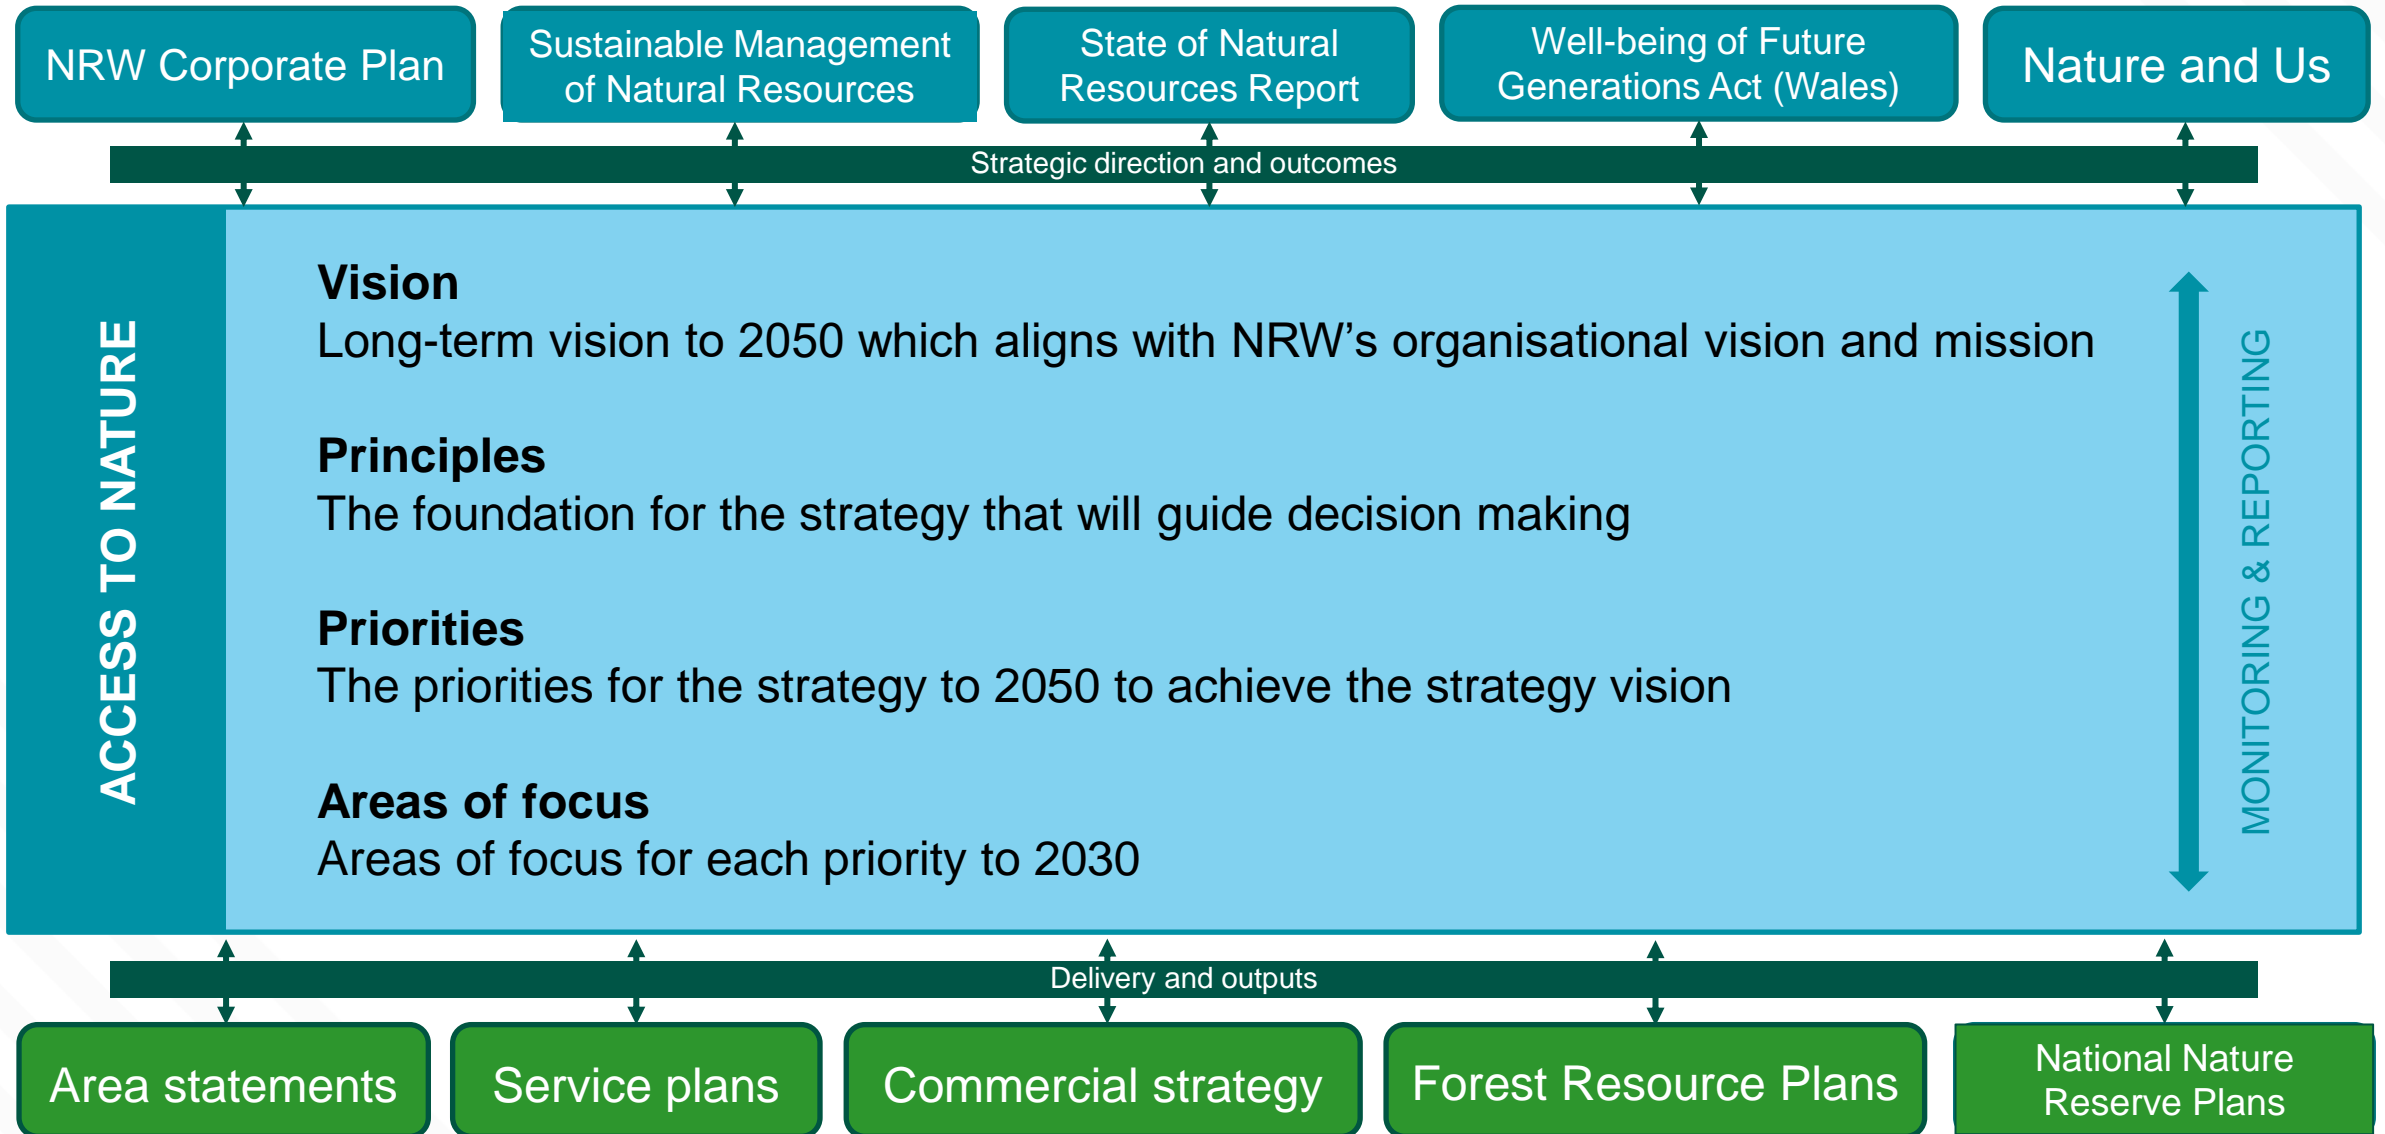 NRW Corporate Plan
Sustainable Management
of Natural Resources
State of Natural
Resources Report
Well-being of Future
Generations Act (Wales)
Nature and Us
Strategic direction and outcomes
ACCESS TO NATURE
Vision
Long-term vision to 2050 which aligns with NRW’s organisational vision and mission
Principles
The foundation for the strategy that will guide decision making
Priorities
The priorities for the strategy to 2050 to achieve the strategy vision
Areas of focus
Areas of focus for each priority to 2030
MONITORING & REPORTING
Delivery and outputs
Area statements
Service plans
Commercial strategy
Forest Resource Plans
National Nature
Reserve Plans